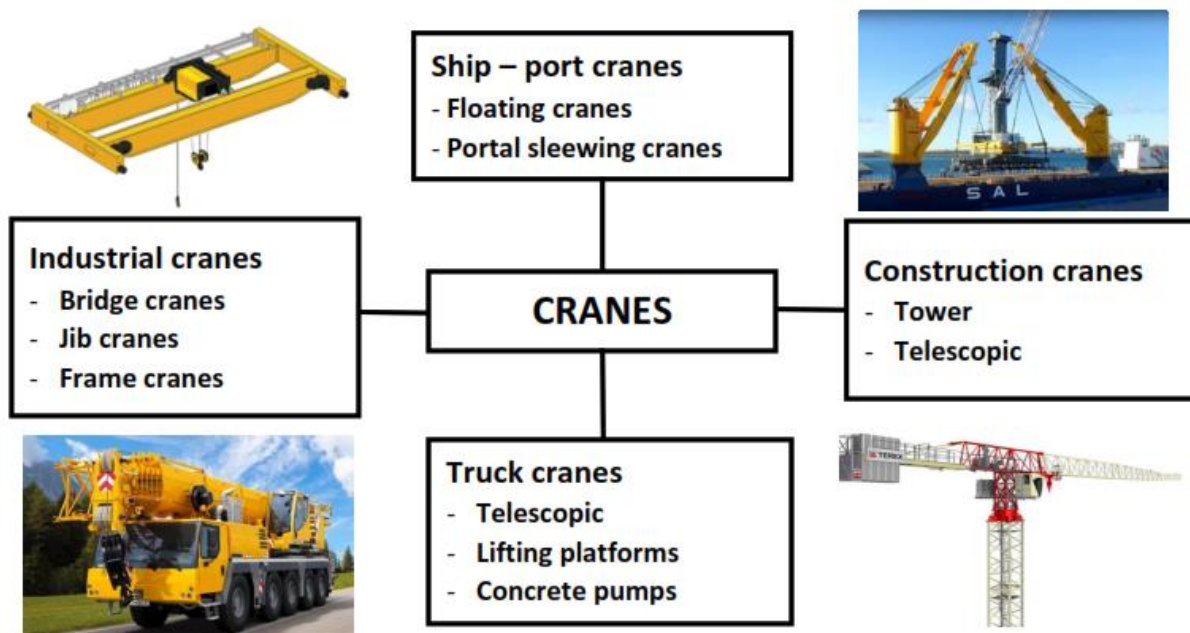 Ship – port cranes
- Floating cranes
- Portal sleewing cranes
SAL
Industrial cranes
- Bridge cranes
- Jib cranes
- Frame cranes
CRANES
Construction cranes
- Tower
- Telescopic
Truck cranes
- Telescopic
- Lifting platforms
- Concrete pumps
TEREX